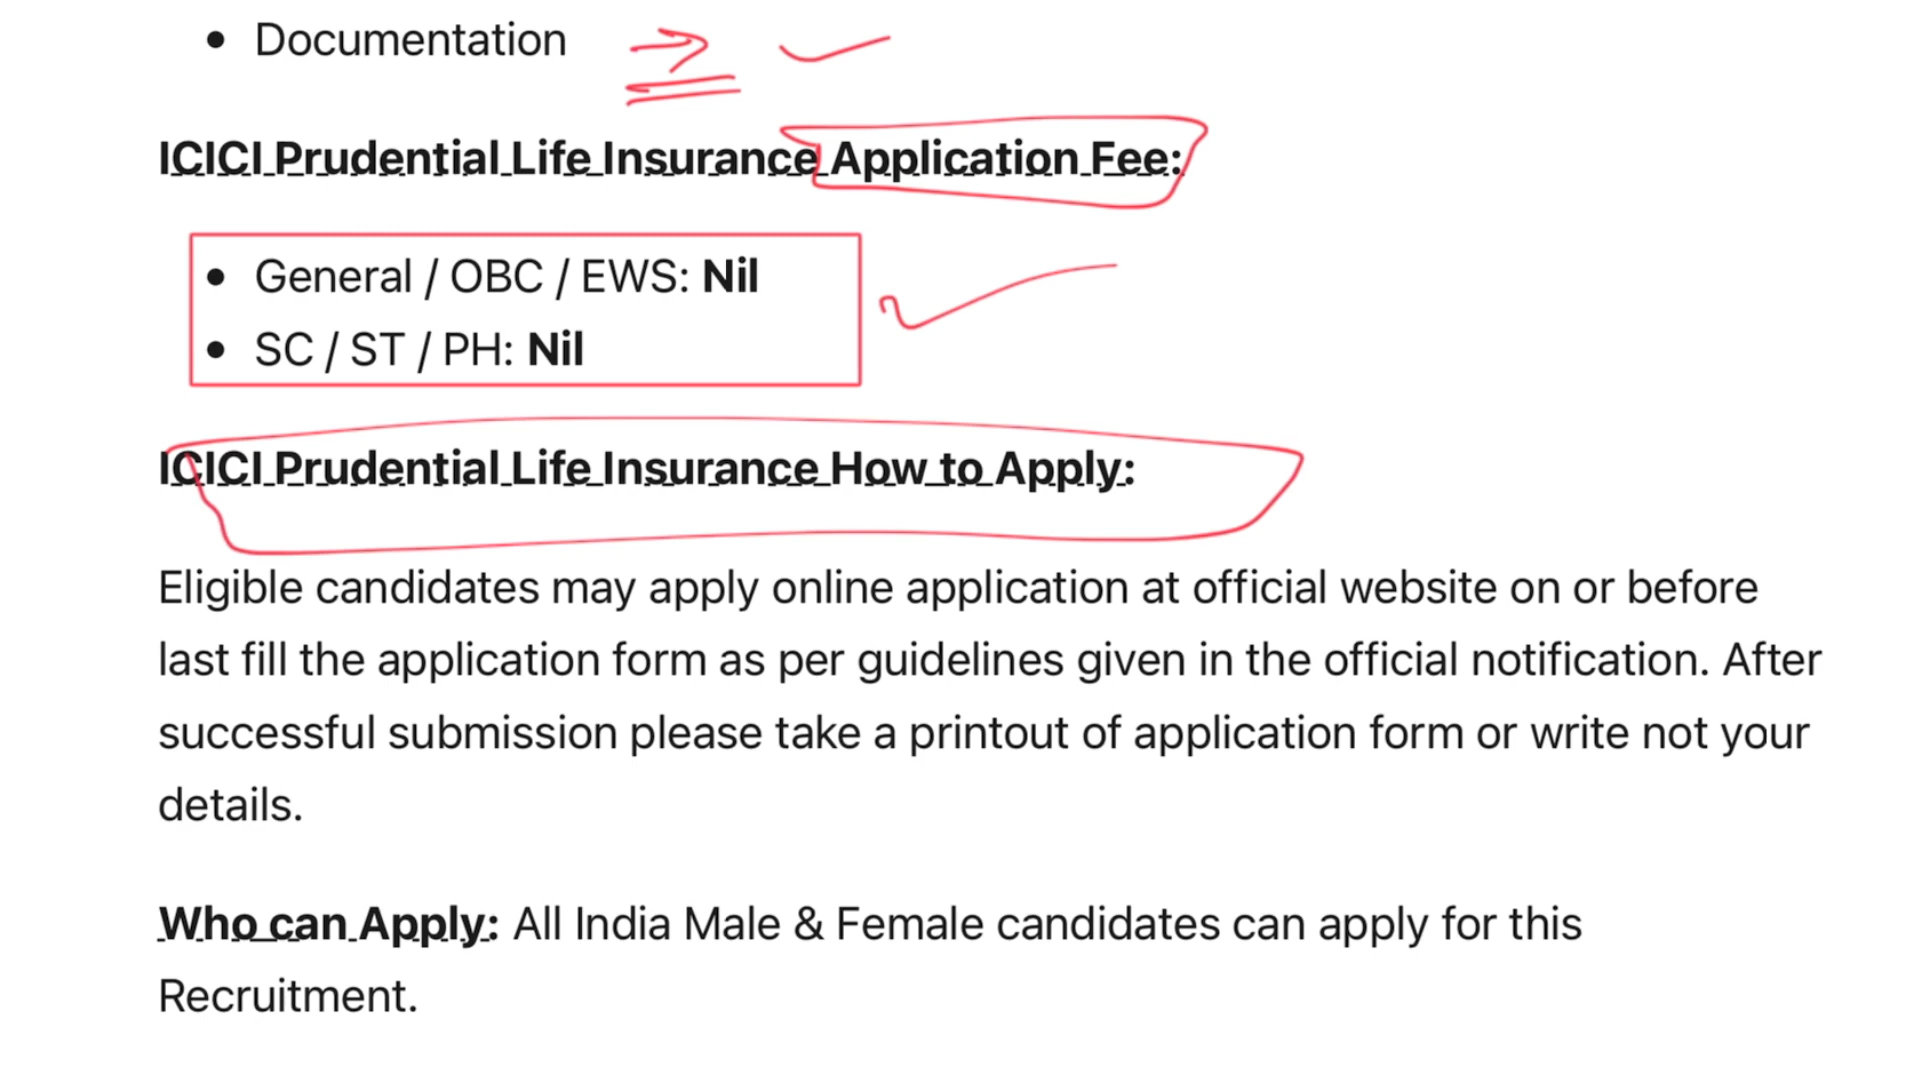 • Documentation
ICICI Prudential Life Insurance Application Fee:
• General / OBC / EWS: Nil
• SC / ST / PH: Nil
ICICI Prudential Life Insurance How to Apply:
Eligible candidates may apply online application at official website on or before
last fill the application form as per guidelines given in the official notification. After
successful submission please take a printout of application form or write not your
details.
Who can Apply: All India Male & Female candidates can apply for this
Recruitment.